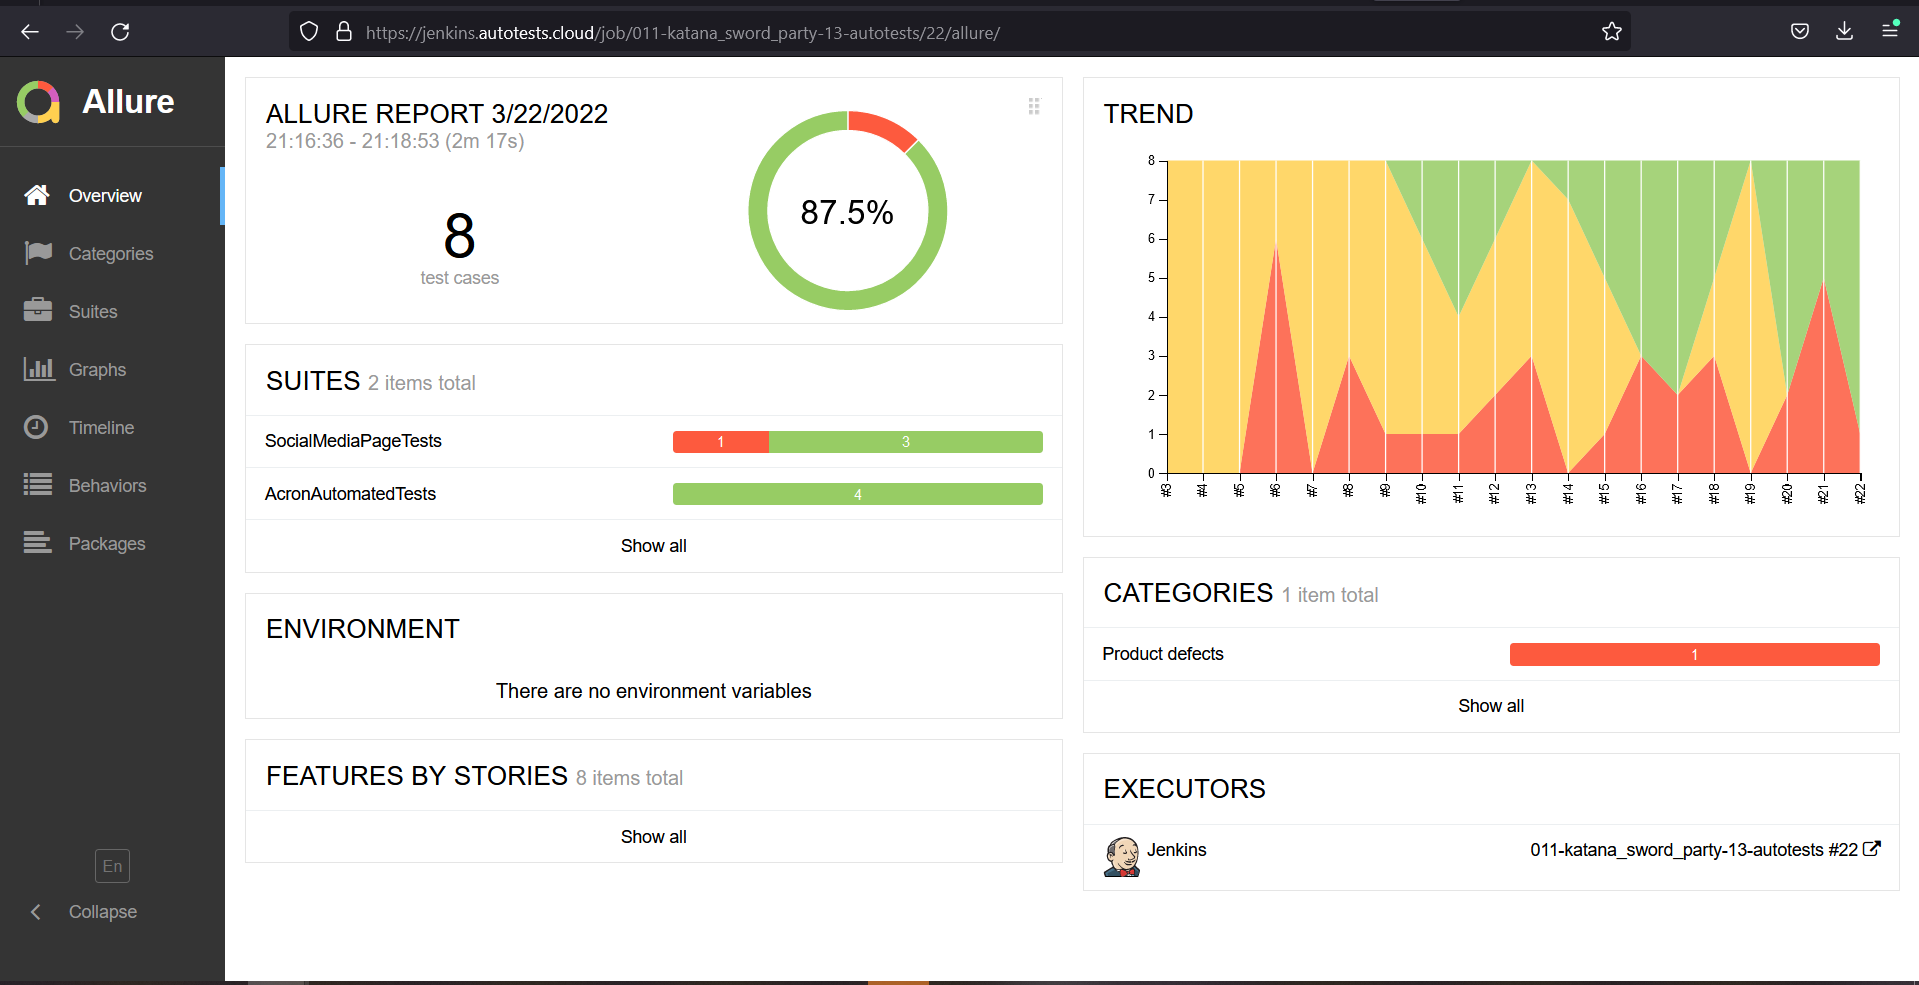 https://jenkins.autotests.cloud/job/011-katana_sword_party-13-autotests/22/allure/
Allure
Overview
Categories
Suites
Graphs
Timeline
Behaviors
Packages
En
Collapse
ALLURE REPORT 3/22/2022
21:16:36 - 21:18:53 (2m 17s)
8
test cases
87.5%
SUITES 2 items total
SocialMediaPageTests 1 3
AcronAutomatedTests 4
Show all
ENVIRONMENT
There are no environment variables
FEATURES BY STORIES 8 items total
Show all
TREND
8
7
6
5
4
3
2
1
0
#3 #4 #5 #6 #7 #8 #9 #10 #11 #12 #13 #14 #15 #16 #17 #18 #19 #20 #21 #22
CATEGORIES 1 item total
Product defects 1
Show all
EXECUTORS
Jenkins 011-katana_sword_party-13-autotests #22